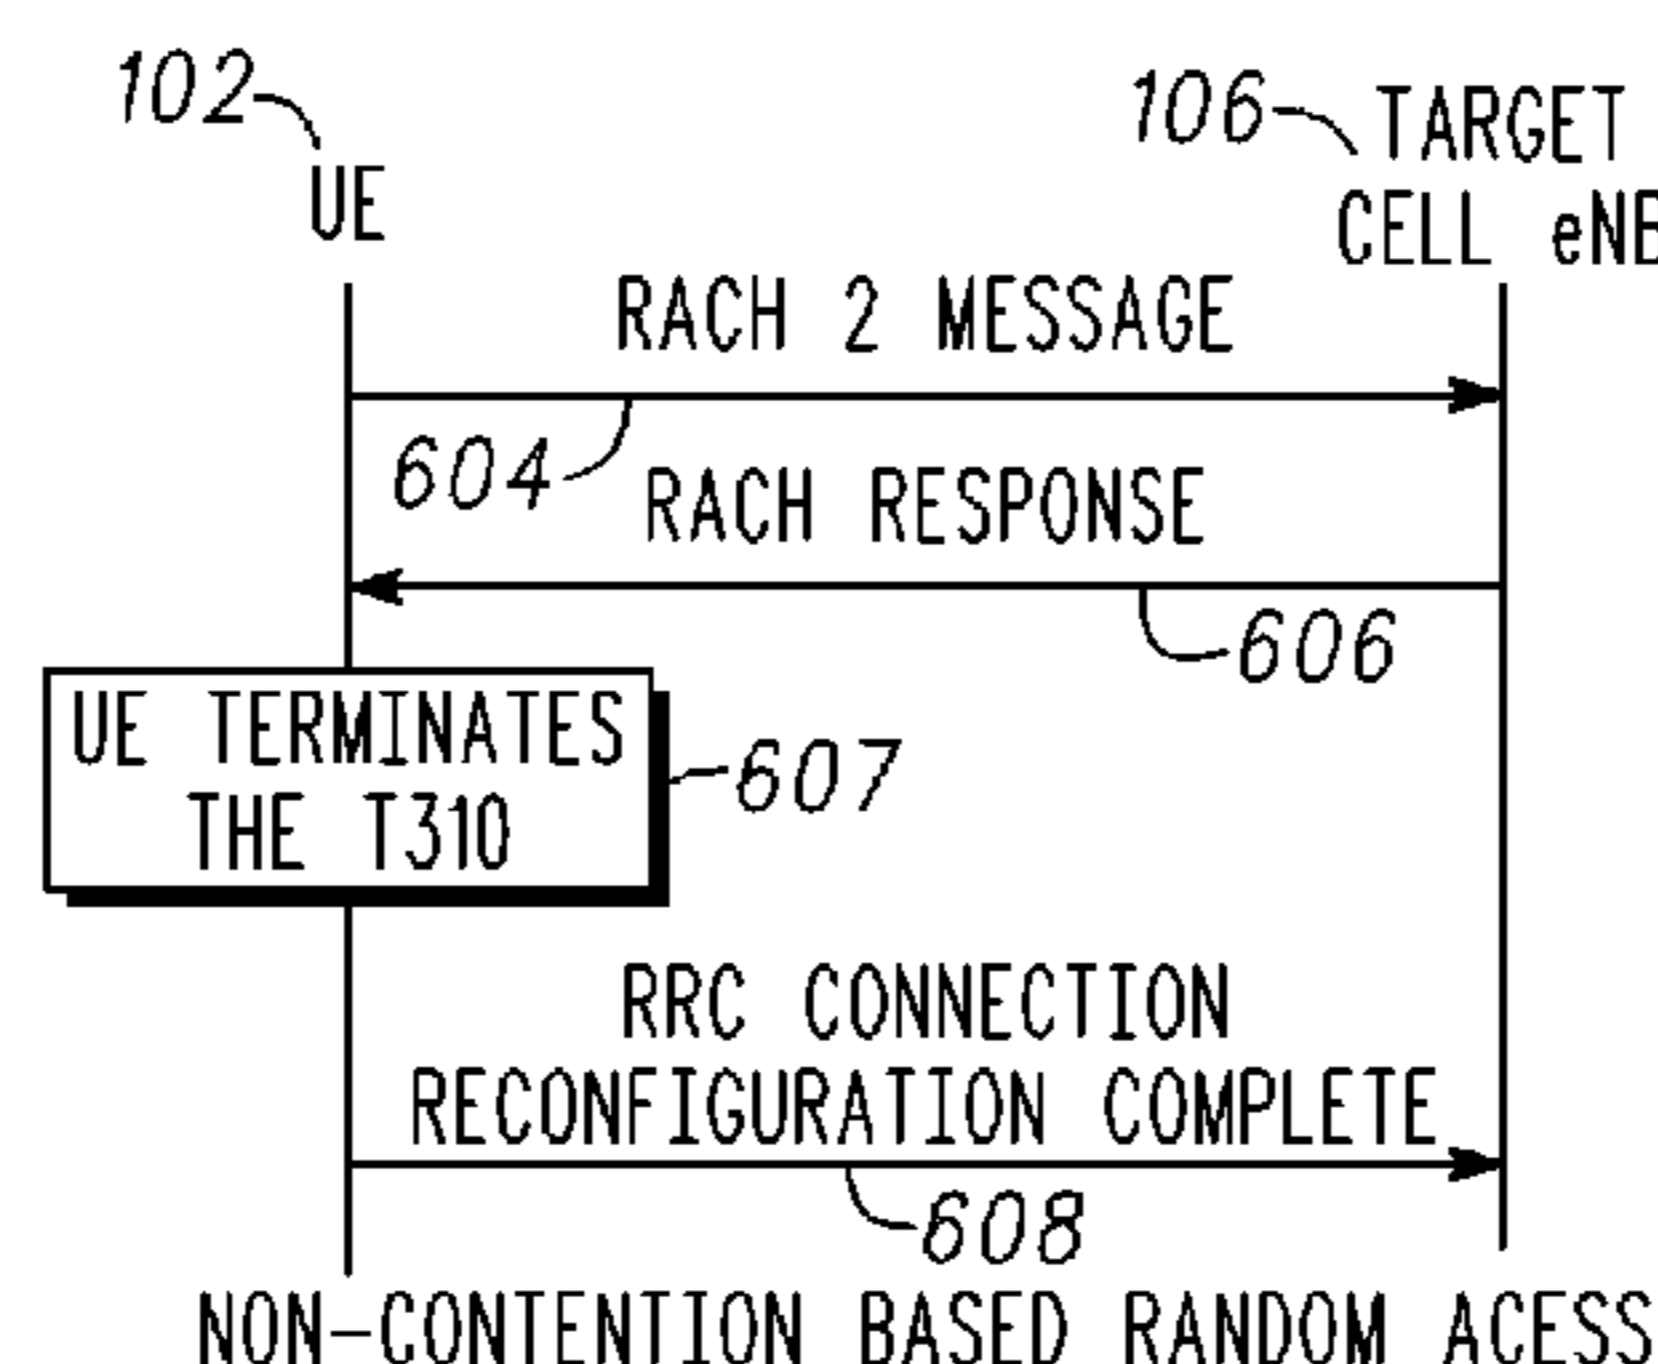 102
UE
106
TARGET
CELL eNB
RACH 2 MESSAGE
604
RACH RESPONSE
606
UE TERMINATES
THE T310
607
RRC CONNECTION
RECONFIGURATION COMPLETE
608
NON-CONTENTION BASED RANDOM ACESS